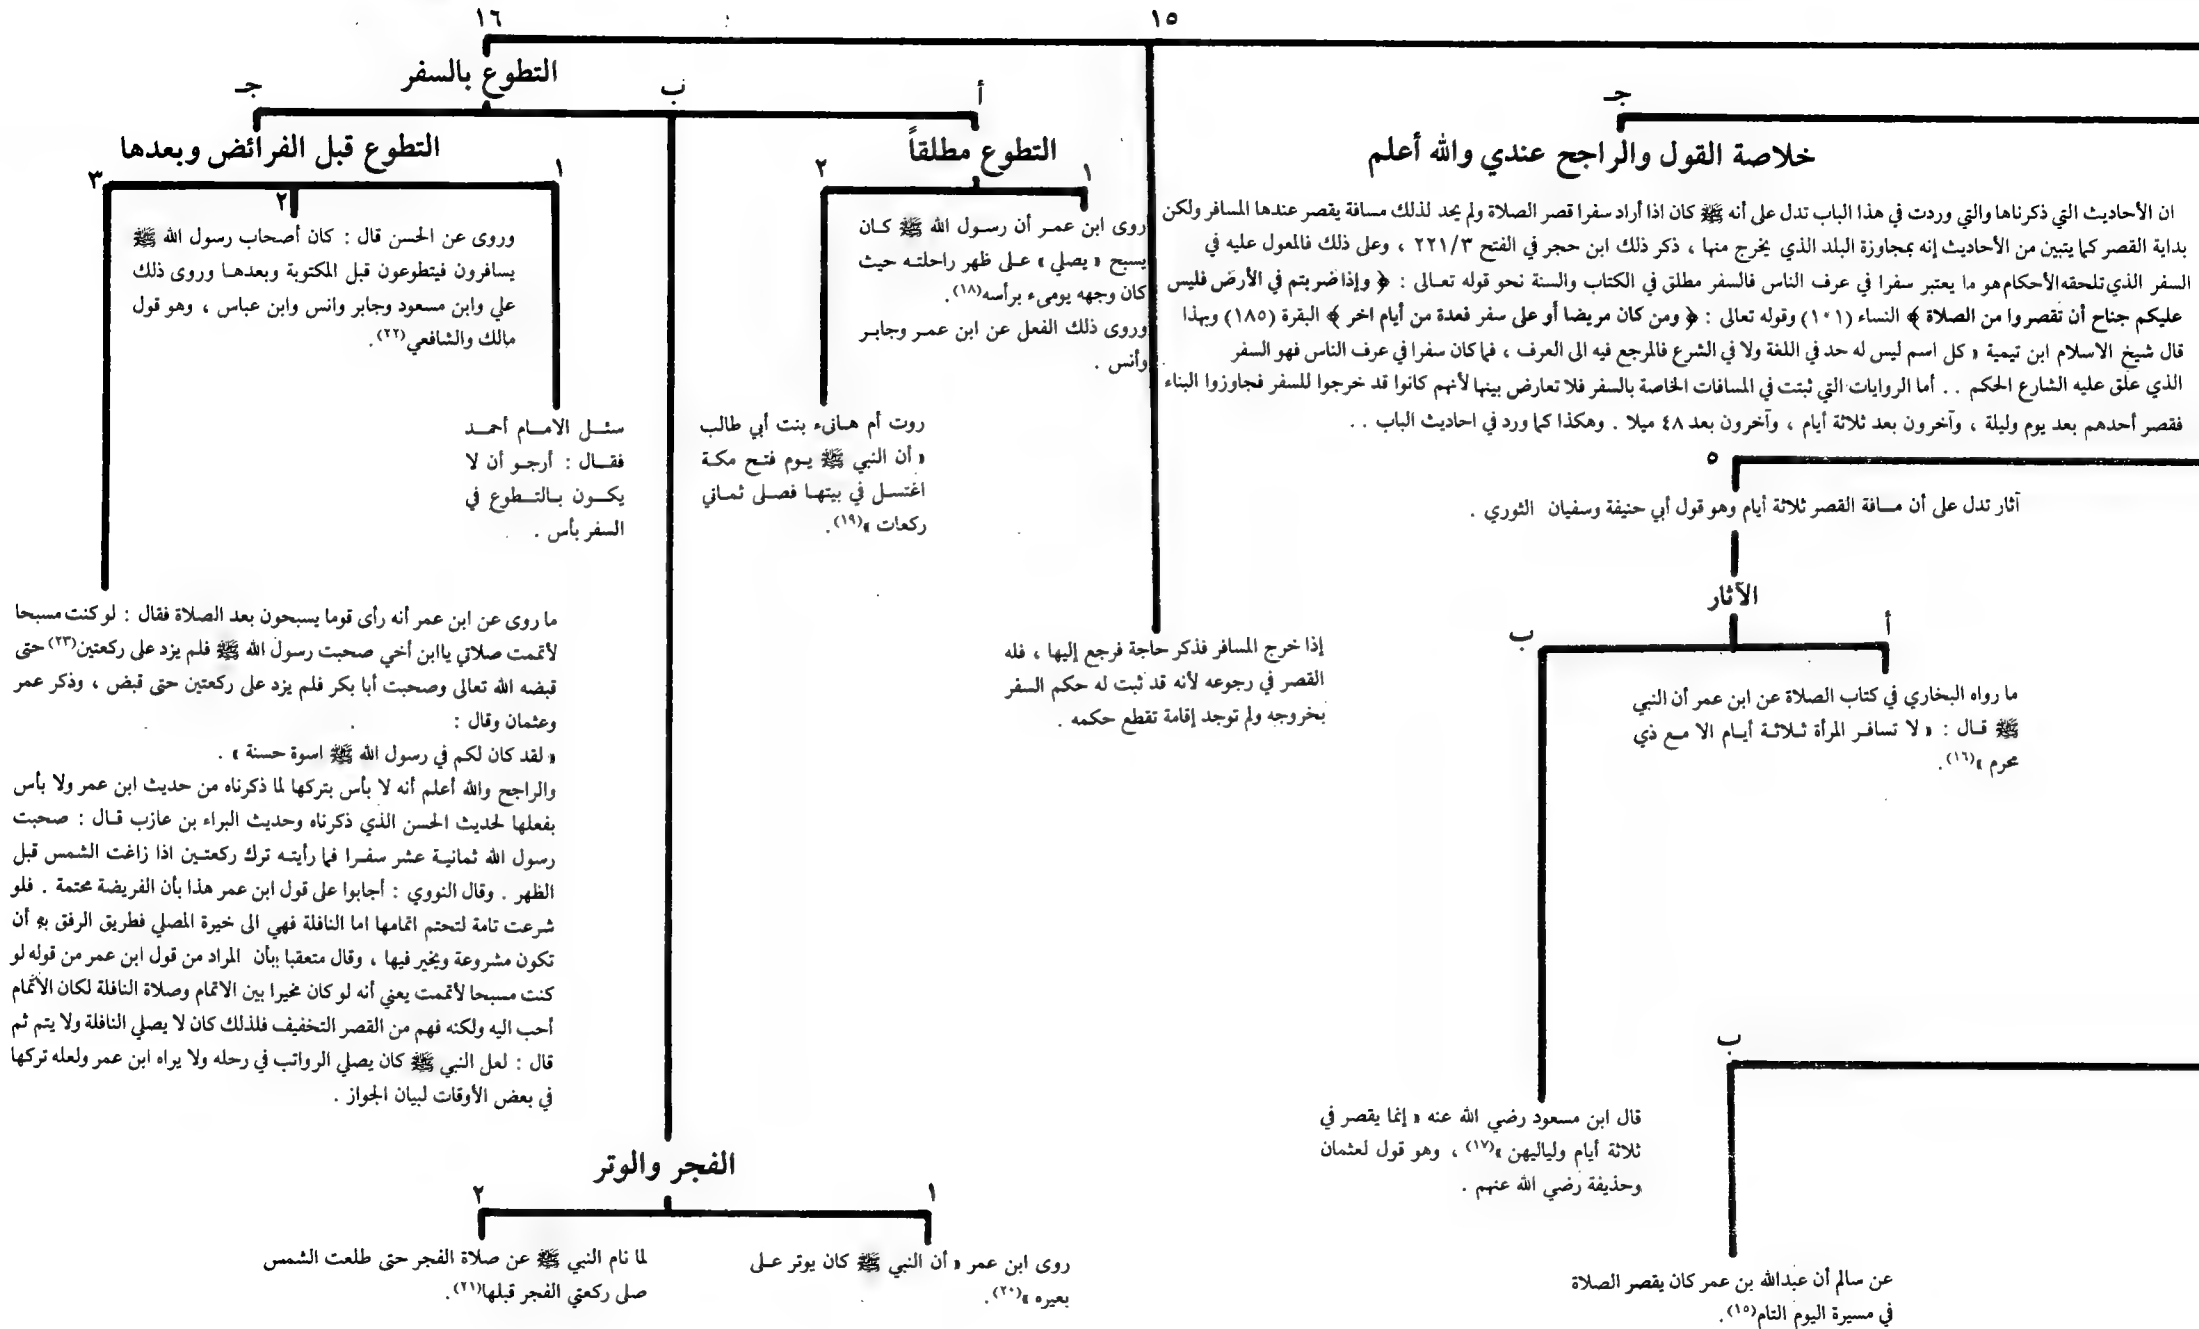 ١٥
١٦
جـ
خلاصة القول والراجح عندي والله أعلم
ان الأحاديث التي ذكرناها والتي وردت في هذا الباب تدل على أنه ﷺ كان اذا أراد سفرا قصر الصلاة ولم يحد لذلك مسافة يقصر عندها المسافر ولكن
بداية القصر كما يتبين من الأحاديث إنه بمجاوزة البلد الذي يخرج منها ، ذكر ذلك ابن حجر في الفتح ٢٢١/٣ ، وعلى ذلك فالمعول عليه في
السفر الذي تلحقه الأحكام هو ما يعتبر سفرا في عرف الناس فالسفر مطلق في الكتاب والسنة نحو قوله تعالى : ﴿ وإذا ضربتم في الأرض فليس
عليكم جناح أن تقصروا من الصلاة ﴾ النساء (١٠١) وقوله تعالى : ﴿ ومن كان مريضا أو على سفر فعدة من أيام اخر ﴾ البقرة (١٨٥) وبهذا
قال شيخ الاسلام ابن تيمية « كل اسم ليس له حد في اللغة ولا في الشرع فالمرجع فيه الى العرف ، فما كان سفرا في عرف الناس فهو السفر
الذي علق عليه الشارع الحكم . . أما الروايات التي ثبتت في المسافات الخاصة بالسفر فلا تعارض بينها لأنهم كانوا قد خرجوا للسفر فجاوزوا البناء
فقصر أحدهم بعد يوم وليلة ، وآخرون بعد ثلاثة أيام ، وآخرون بعد ٤٨ ميلا . وهكذا كما ورد في احاديث الباب . .
٥
آثار تدل على أن مسافة القصر ثلاثة أيام وهو قول أبي حنيفة وسفيان الثوري .
الآثار
أ
ما رواه البخاري في كتاب الصلاة عن ابن عمر أن النبي
ﷺ قال : « لا تسافر المرأة ثلاثة أيام الا مع ذي
محرم »(١٦).
ب
قال ابن مسعود رضي الله عنه « إنما يقصر في
ثلاثة أيام ولياليهن »(١٧) ، وهو قول لعثمان
وحذيفة رضي الله عنهم .
ب
عن سالم أن عبدالله بن عمر كان يقصر الصلاة
في مسيرة اليوم التام(١٥).
إذا خرج المسافر فذكر حاجة فرجع إليها ، فله
القصر في رجوعه لأنه قد ثبت له حكم السفر
بخروجه ولم توجد إقامة تقطع حكمه .
التطوع بالسفر
أ
التطوع مطلقاً
١
روى ابن عمر أن رسول الله ﷺ كان
يسبح « يصلي » على ظهر راحلته حيث
كان وجهه يومىء برأسه(١٨).
وروى ذلك الفعل عن ابن عمر وجابر
وأنس .
٢
روت أم هانىء بنت أبي طالب
« أن النبي ﷺ يوم فتح مكة
اغتسل في بيتها فصلى ثماني
ركعات »(١٩).
ب
الفجر والوتر
١
روى ابن عمر « أن النبي ﷺ كان يوتر على
بعيره »(٢٠).
٢
لما نام النبي ﷺ عن صلاة الفجر حتى طلعت الشمس
صلى ركعتي الفجر قبلها(٢١).
جـ
التطوع قبل الفرائض وبعدها
١
سئل الامام أحمد
فقال : أرجو أن لا
يكون بالتطوع في
السفر بأس .
٢
وروى عن الحسن قال : كان أصحاب رسول الله ﷺ
يسافرون فيتطوعون قبل المكتوبة وبعدها وروى ذلك
علي وابن مسعود وجابر وانس وابن عباس ، وهو قول
مالك والشافعي(٢٢).
٣
ما روى عن ابن عمر أنه رأى قوما يسبحون بعد الصلاة فقال : لو كنت مسبحا
لأتممت صلاتي ياابن أخي صحبت رسول الله ﷺ فلم يزد على ركعتين(٢٣) حتى
قبضه الله تعالى وصحبت أبا بكر فلم يزد على ركعتين حتى قبض ، وذكر عمر
وعثمان وقال :
« لقد كان لكم في رسول الله ﷺ اسوة حسنة » .
والراجح والله أعلم أنه لا بأس بتركها لما ذكرناه من حديث ابن عمر ولا بأس
بفعلها لحديث الحسن الذي ذكرناه وحديث البراء بن عازب قال : صحبت
رسول الله ثمانية عشر سفرا فما رأيته ترك ركعتين اذا زاغت الشمس قبل
الظهر . وقال النووي : أجابوا على قول ابن عمر هذا بأن الفريضة محتمة . فلو
شرعت تامة لتحتم اتمامها اما النافلة فهي الى خيرة المصلي فطريق الرفق به أن
تكون مشروعة ويخير فيها ، وقال متعقبا بأن المراد من قول ابن عمر من قوله لو
كنت مسبحا لأتممت يعني أنه لو كان مخيرا بين الاتمام وصلاة النافلة لكان الأتمام
أحب اليه ولكنه فهم من القصر التخفيف فلذلك كان لا يصلي النافلة ولا يتم ثم
قال : لعل النبي ﷺ كان يصلي الرواتب في رحله ولا يراه ابن عمر ولعله تركها
في بعض الأوقات لبيان الجواز .